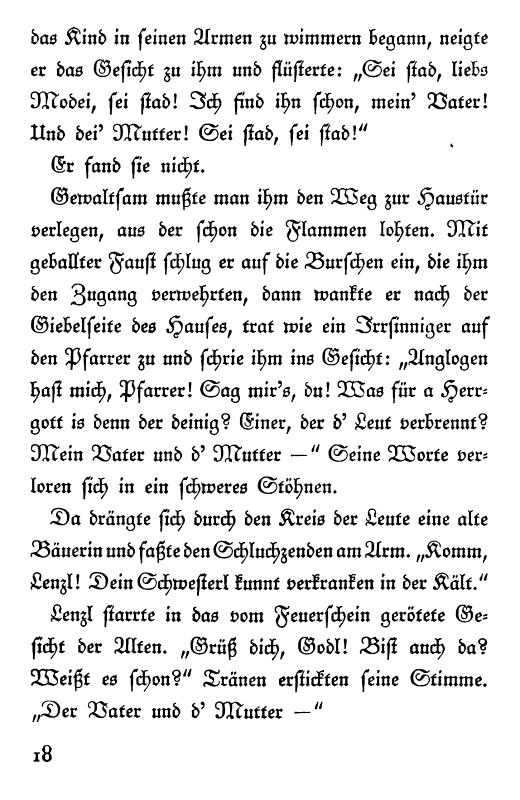 das Kind in ſeinen Armen zu wimmern begann, neigte
er das Geſicht zu ihm und flüſterte: „Sei ſtad, liebs
Modei, ſei ſtad! Ich find ihn ſchon, mein' Vater!
Und dei' Mutter! Sei ſtad, ſei ſtad!“
Er fand ſie nicht.
Gewaltſam mußte man ihm den Weg zur Haustür
verlegen, aus der ſchon die Flammen lohten. Mit
geballter Fauſt ſchlug er auf die Burſchen ein, die ihm
den Zugang verwehrten, dann wankte er nach der
Giebelſeite des Hauſes, trat wie ein Irrſinniger auf
den Pfarrer zu und ſchrie ihm ins Geſicht: „Anglogen
haſt mich, Pfarrer! Sag mir's, du! Was für a Herr⸗
gott is denn der deinig? Einer, der d' Leut verbrennt?
Mein Vater und d' Mutter —“ Seine Worte ver⸗
loren ſich in ein ſchweres Stöhnen.
Da drängte ſich durch den Kreis der Leute eine alte
Bäuerin und faßte den Schluchzenden am Arm. „Komm,
Lenzl! Dein Schweſterl kunnt verkranken in der Kält.“
Lenzl ſtarrte in das vom Feuerſchein gerötete Ge⸗
ſicht der Alten. „Grüß dich, Godl! Biſt auch da?
Weißt es ſchon?“ Tränen erſtickten ſeine Stimme.
„Der Vater und d' Mutter —“
18